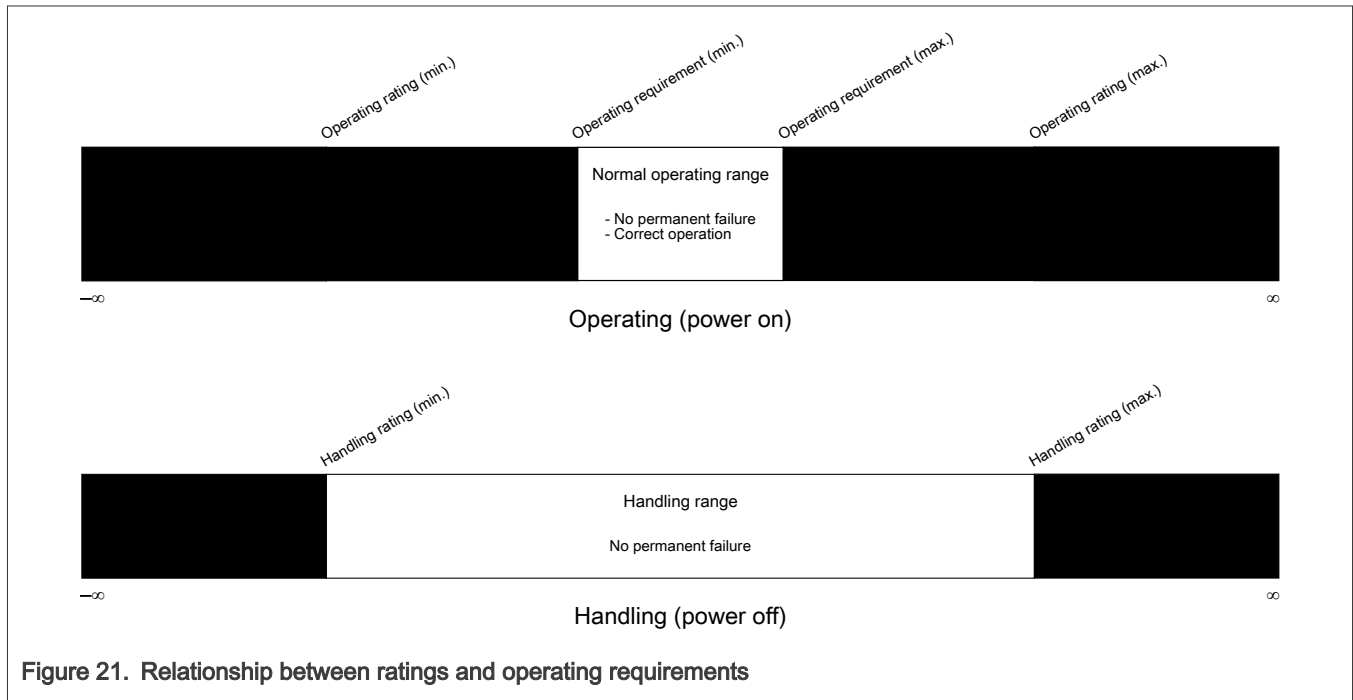 Operating rating (min.)
Operating requirement (min.)
Operating requirement (max.)
Operating rating (max.)
Normal operating range
- No permanent failure
- Correct operation
–∞
∞
Operating (power on)
Handling rating (min.)
Handling rating (max.)
Handling range
No permanent failure
–∞
∞
Handling (power off)
Figure 21. Relationship between ratings and operating requirements